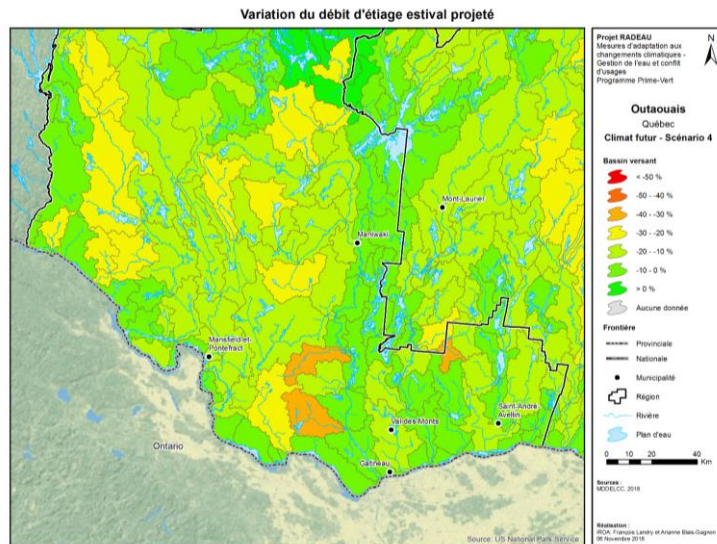 Variation du débit d'étiage estival projeté
Mont-Laurier
Maniwaki
Mansfield-et-
Pontefract
Val-des-Monts
Saint-André-
Avellin
Gatineau
Ontario
Source: US National Park Service
Projet RADEAU
Mesures d'adaptation aux
changements climatiques -
Gestion de l'eau et conflit
d'usages
Programme Prime-Vert
N
Outaouais
Québec
Climat futur - Scénario 4
Bassin versant
< -50 %
-50 - -40 %
-40 - -30 %
-30 - -20 %
-20 - -10 %
-10 - 0 %
> 0 %
Aucune donnée
Frontière
Provinciale
Nationale
Municipalité
Région
Rivière
Plan d'eau
0 10 20 40
Km
Sources :
MDDELCC, 2016
Réalisation :
IRDA, François Landry et Arianne Blais-Gagnon
06 Novembre 2018